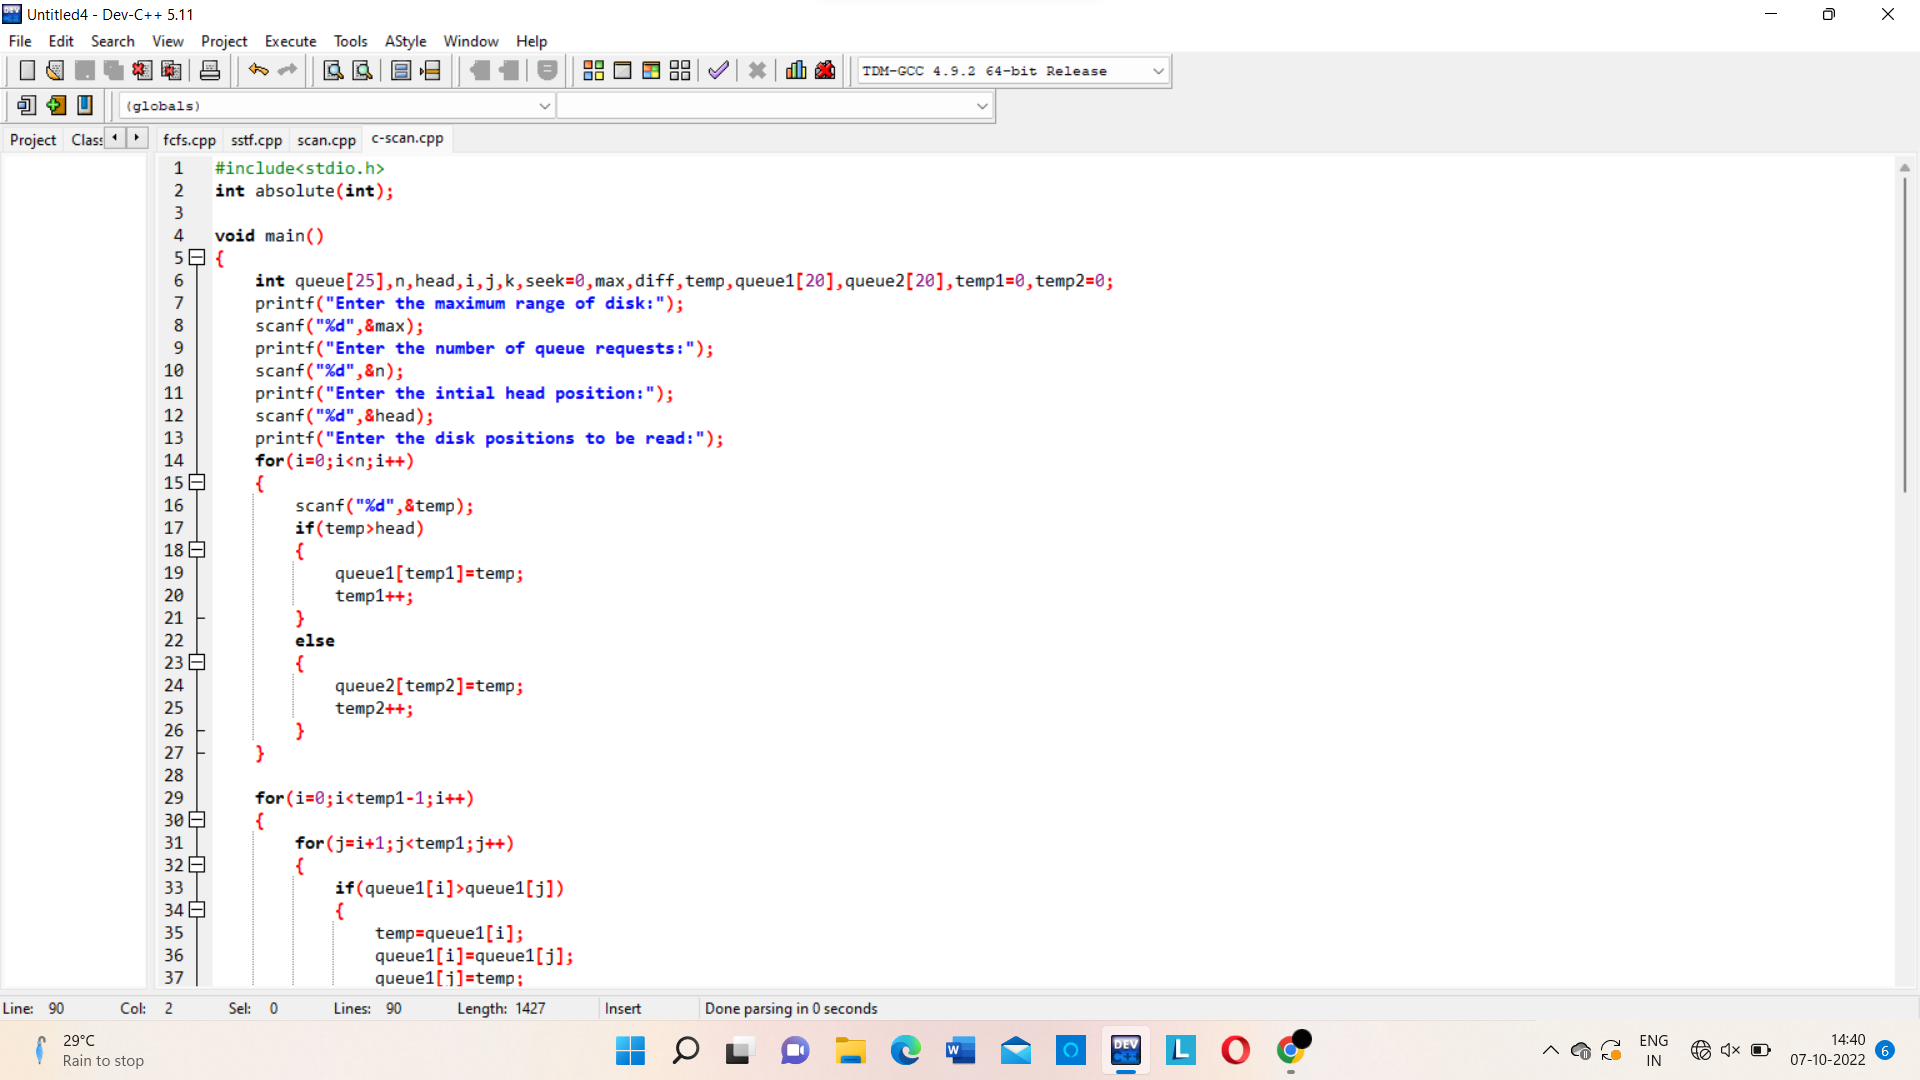 Untitled4 - Dev-C++ 5.11
File Edit Search View Project Execute Tools AStyle Window Help
TDM-GCC 4.9.2 64-bit Release
(globals)
Project Class fcfs.cpp sstf.cpp scan.cpp c-scan.cpp
1 #include<stdio.h>
2 int absolute(int);
3
4 void main()
5 {
6 int queue[25],n,head,i,j,k,seek=0,max,diff,temp,queue1[20],queue2[20],temp1=0,temp2=0;
7 printf("Enter the maximum range of disk:");
8 scanf("%d",&max);
9 printf("Enter the number of queue requests:");
10 scanf("%d",&n);
11 printf("Enter the intial head position:");
12 scanf("%d",&head);
13 printf("Enter the disk positions to be read:");
14 for(i=0;i<n;i++)
15 {
16 scanf("%d",&temp);
17 if(temp>head)
18 {
19 queue1[temp1]=temp;
20 temp1++;
21 }
22 else
23 {
24 queue2[temp2]=temp;
25 temp2++;
26 }
27 }
28
29 for(i=0;i<temp1-1;i++)
30 {
31 for(j=i+1;j<temp1;j++)
32 {
33 if(queue1[i]>queue1[j])
34 {
35 temp=queue1[i];
36 queue1[i]=queue1[j];
37 queue1[j]=temp;
Line: 90 Col: 2 Sel: 0 Lines: 90 Length: 1427 Insert Done parsing in 0 seconds
29°C
Rain to stop
W
DEV
C++
L
ENG
IN
14:40
07-10-2022
6